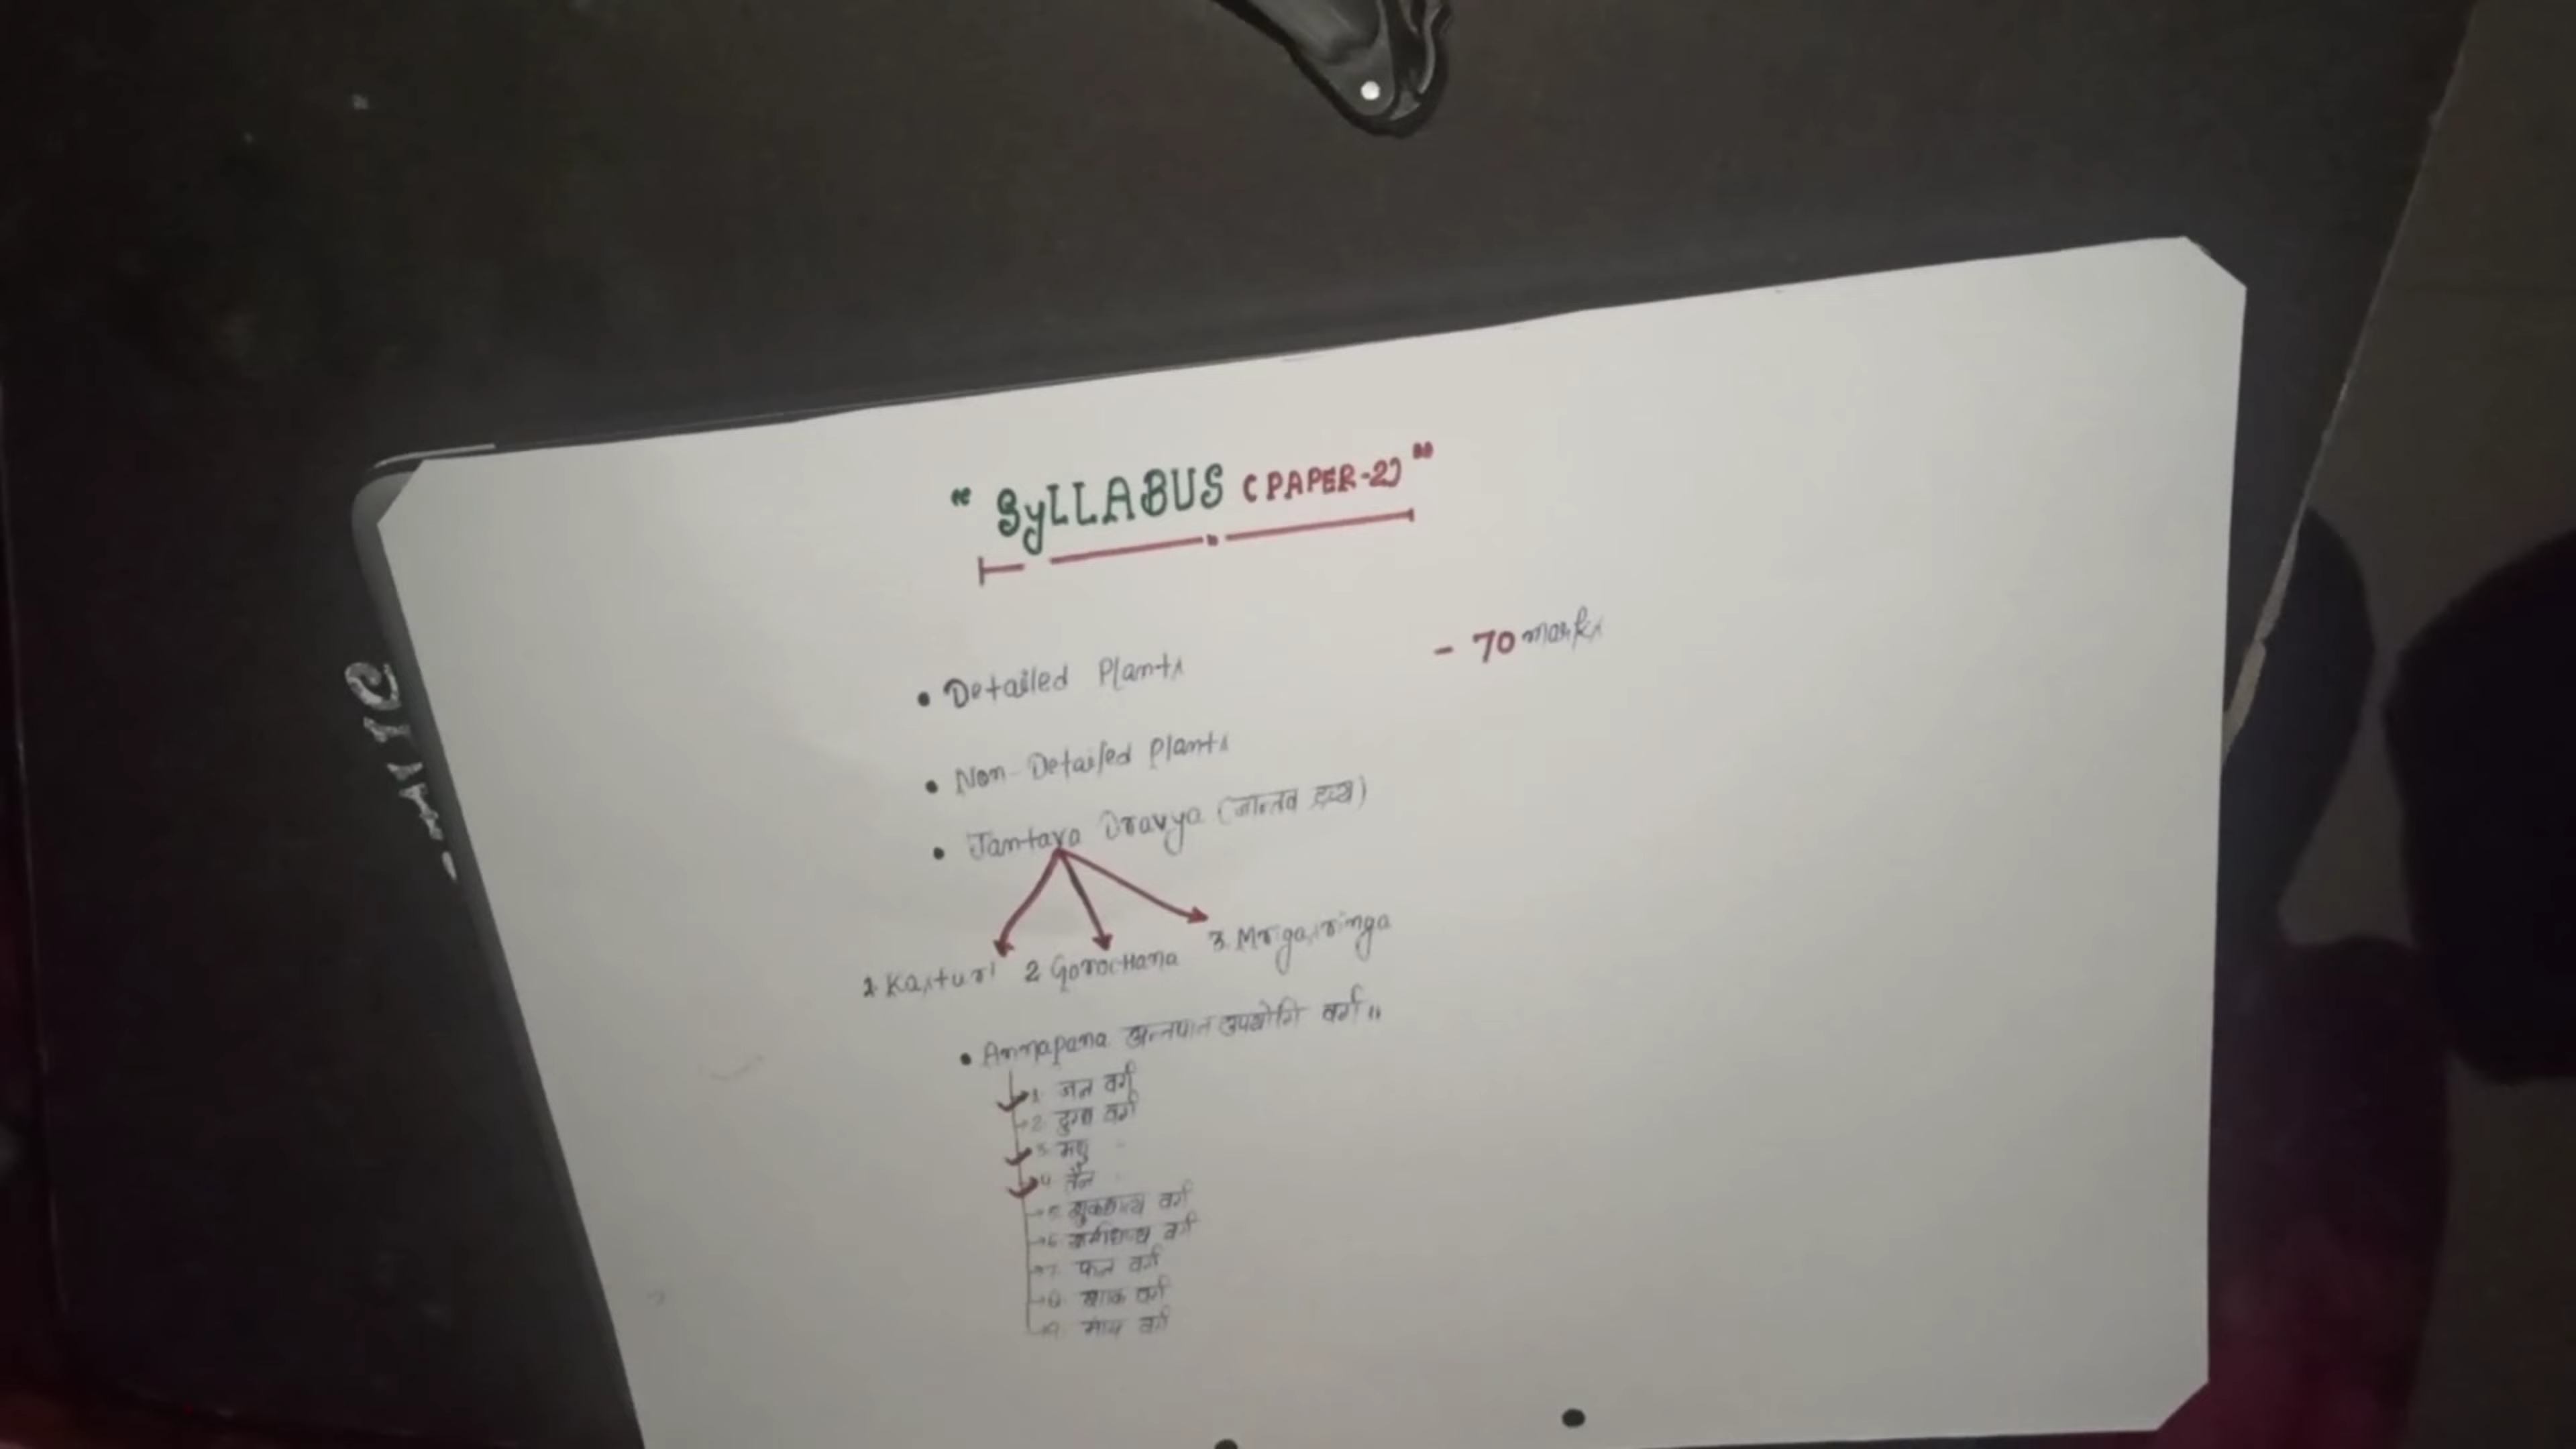 “ SyLLABUS (PAPER-2) ”
• Detailed Plants - 70 marks
• Non-Detailed Plants
• Jantava Dravya (जान्तव द्रव्य)
1. Kasturi 2 Gorochana 3. Mrigasringa
• Annapana अन्नपान उपयोगि वर्ग "
1. जल वर्ग
2. दुग्ध वर्ग
3. मधु "
4. तैल "
5. शुकधान्य वर्ग
6. शमीधान्य वर्ग
7. फल वर्ग
8. शाक वर्ग
9. मांस वर्ग